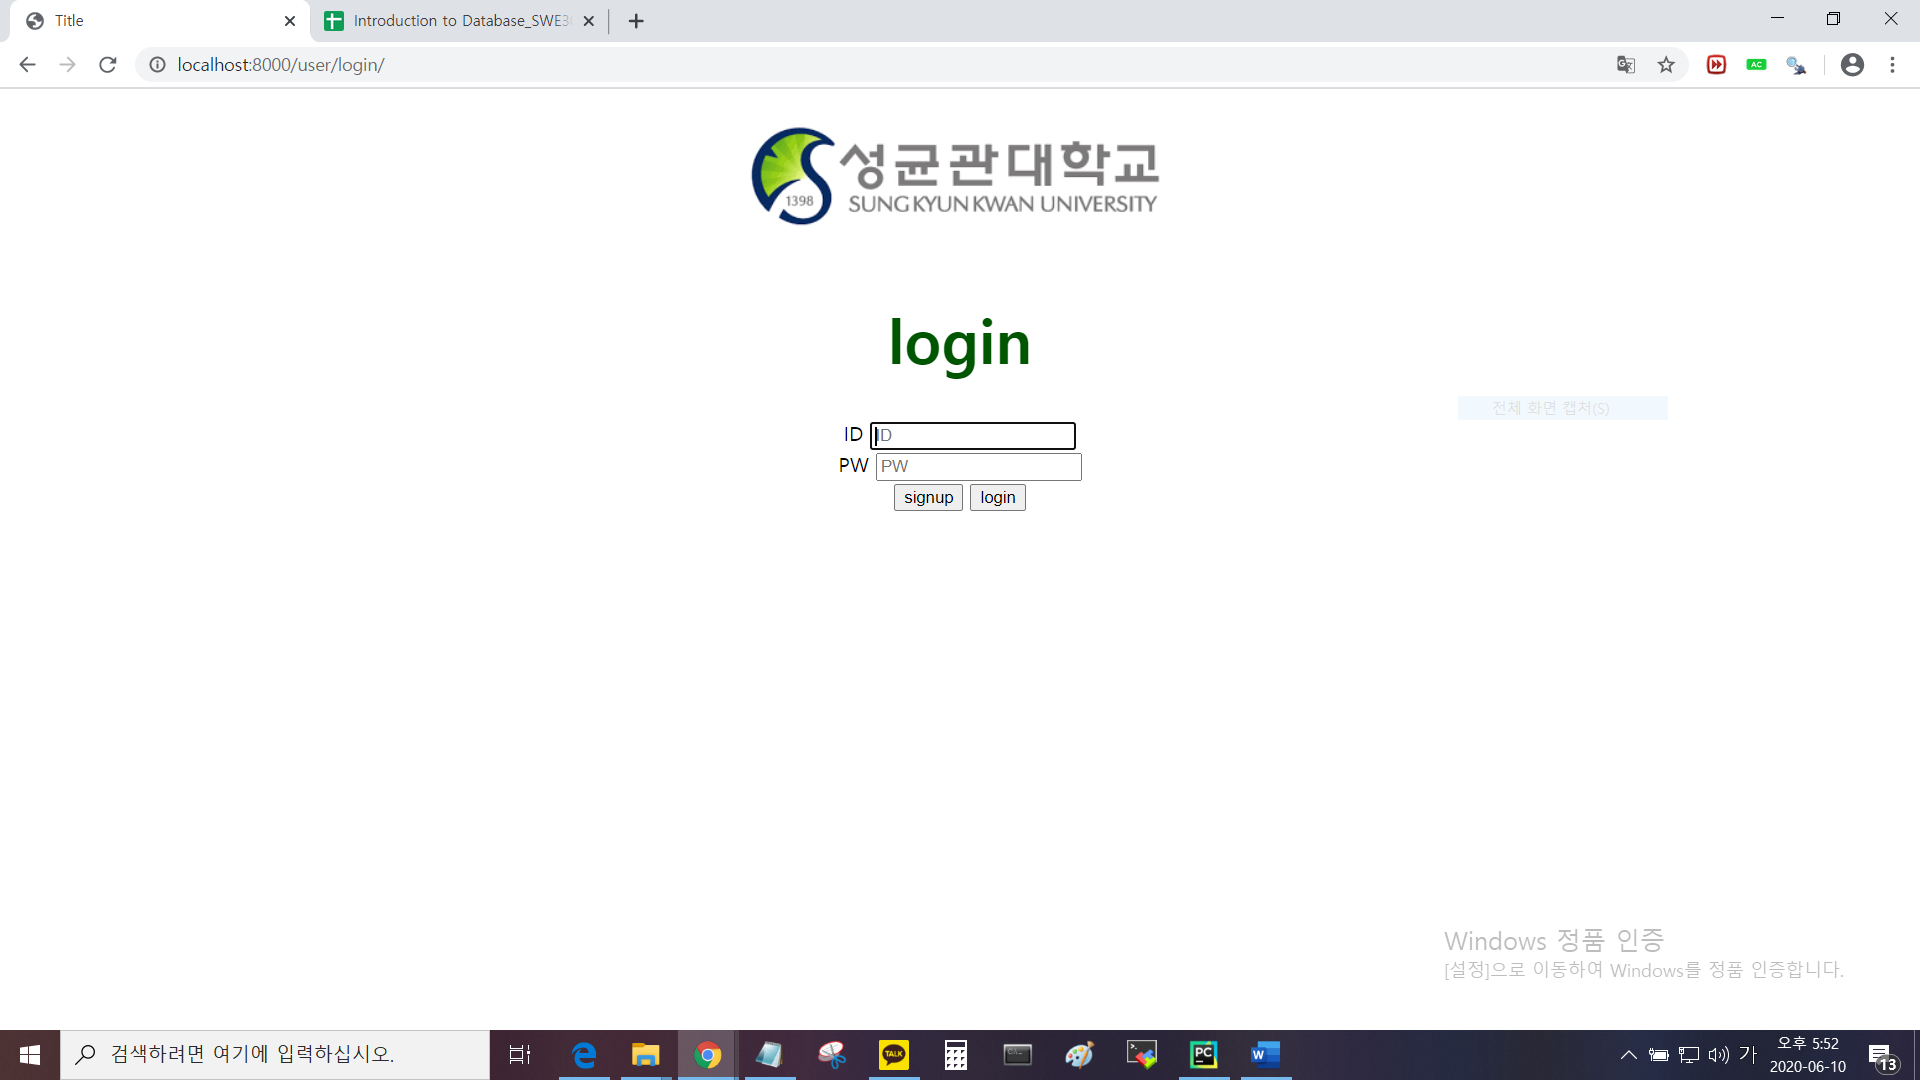 Title
Introduction to Database_SWE3
localhost:8000/user/login/
AC
성균관대학교
1398
SUNG KYUN KWAN UNIVERSITY
login
전체 화면 캡처(S)
ID ID
PW PW
signup login
Windows 정품 인증
[설정]으로 이동하여 Windows를 정품 인증합니다.
검색하려면 여기에 입력하십시오.
TALK
PC
W
가
오후 5:52
2020-06-10
13